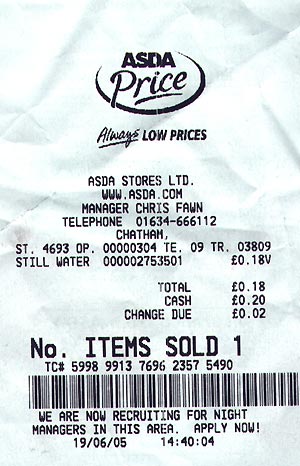 ASDA
Price
Always LOW PRICES
ASDA STORES LTD.
WWW.ASDA.COM
MANAGER CHRIS FAWN
TELEPHONE 01634-666112
CHATHAM,
ST. 4693 OP. 00000304 TE. 09 TR. 03809
STILL WATER 000002753501 £0.18V
TOTAL £0.18
CASH £0.20
CHANGE DUE £0.02
No. ITEMS SOLD 1
TC# 5998 9913 7696 2357 5490
WE ARE NOW RECRUITING FOR NIGHT
MANAGERS IN THIS AREA. APPLY NOW!
19/06/05 14:40:04